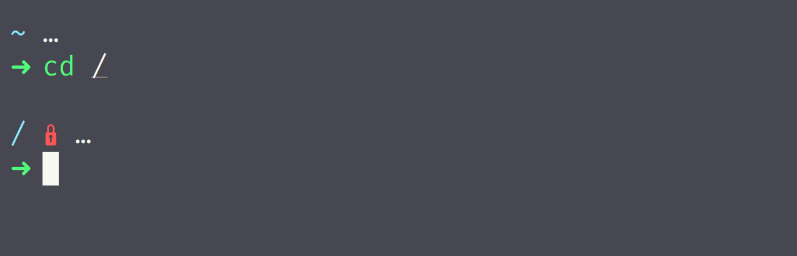 ~ …
➜ cd /
/ 🔒 …
➜